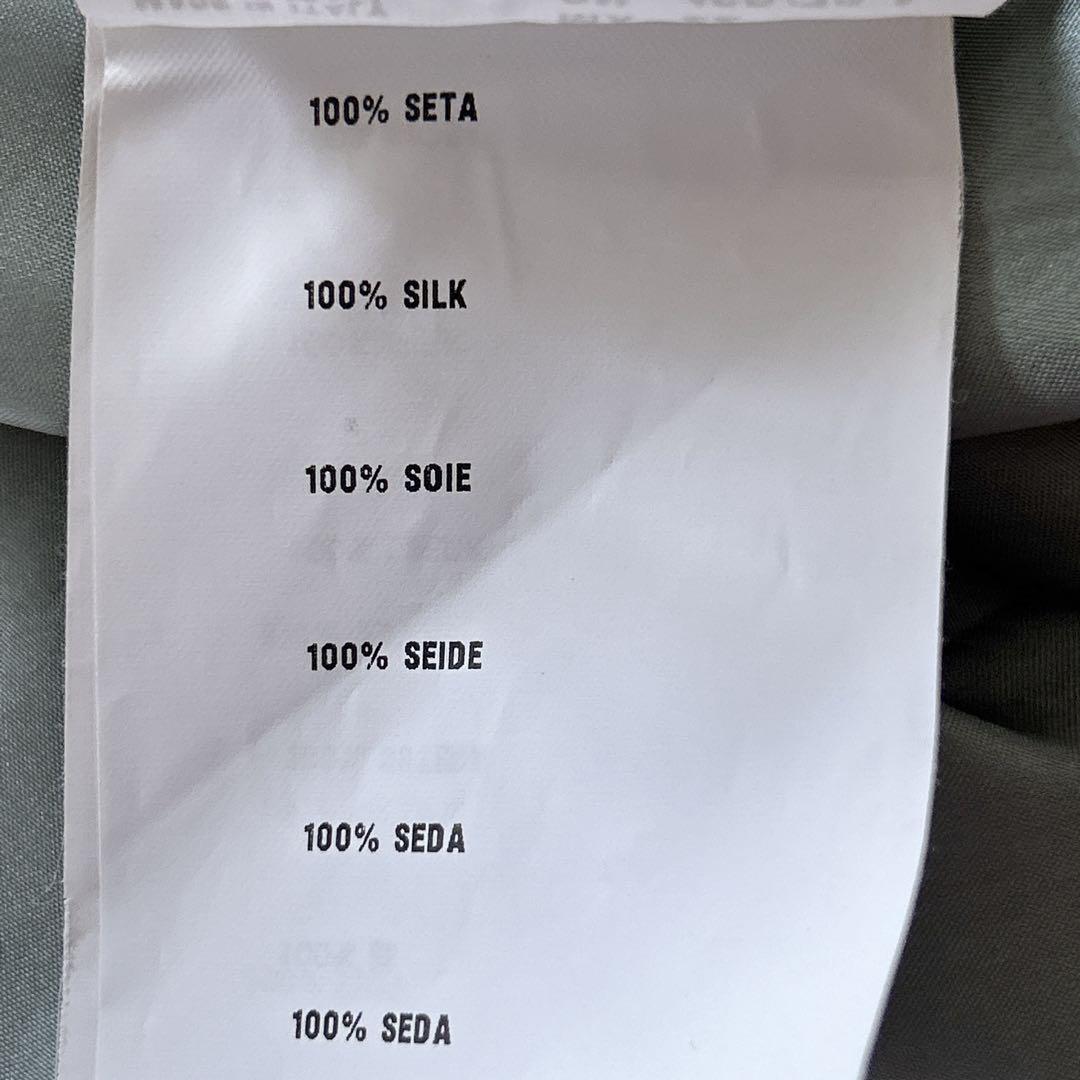 100% SETA
100% SILK
100% SOIE
100% SEIDE
100% SEDA
100% SEDA